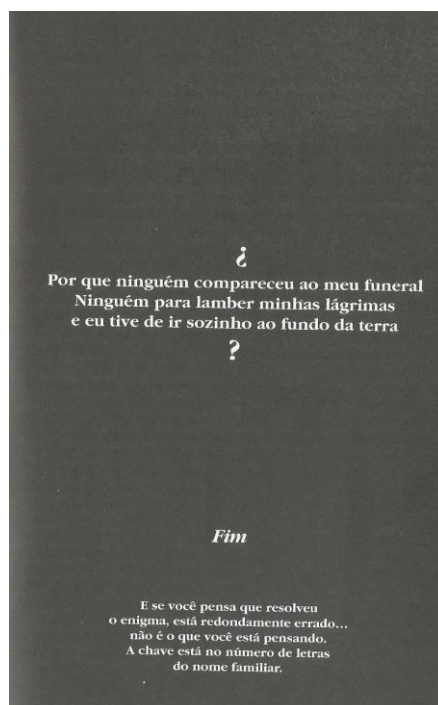 ¿
Por que ninguém compareceu ao meu funeral
Ninguém para lamber minhas lágrimas
e eu tive de ir sozinho ao fundo da terra
?
Fim
E se você pensa que resolveu
o enigma, está redondamente errado...
não é o que você está pensando.
A chave está no número de letras
do nome familiar.